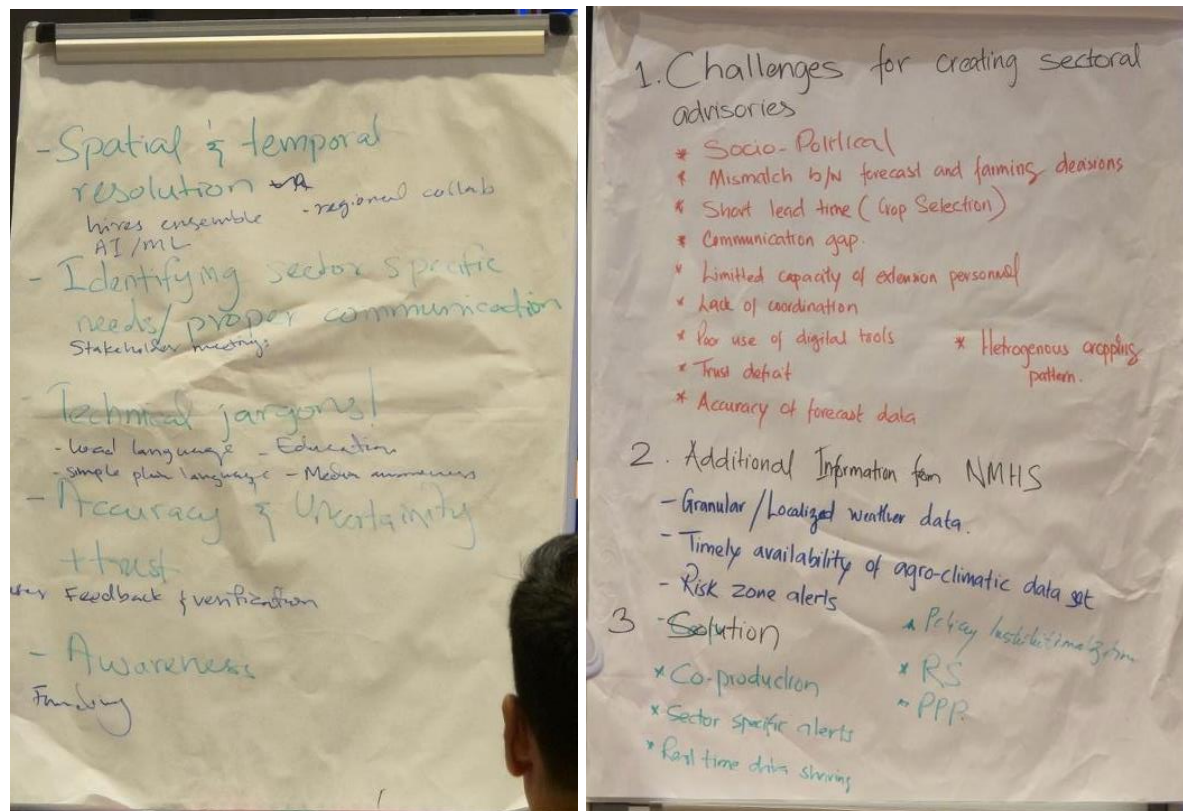 - Spatial & temporal
resolution
hires ensemble - regional collab
AI/ML
- Identifying sector specific
needs/proper communication
Stakeholder meetings
Technical jargons!
- Local language - Education
- simple plain language - Media awareness
- Accuracy & Uncertainity
+ trust
User Feedback & verification
- Awareness
Funding
1. Challenges for creating sectoral
advisories
* Socio-Political
* Mismatch b/w forecast and farming decisions
* Short lead time (Crop Selection)
* Communication gap.
* Limitted capacity of extension personnel
* Lack of coordination
* Poor use of digital tools
* Hetrogenous cropping
pattern.
* Trust deficit
* Accuracy of forecast data
2. Additional Information from NMHS
- Granular/Localized weather data.
- Timely availability of agro-climatic data set
- Risk zone alerts
3 - Solution
* Policy
* Co-production
* RS
* PPP.
* Sector specific alerts
* Real time data